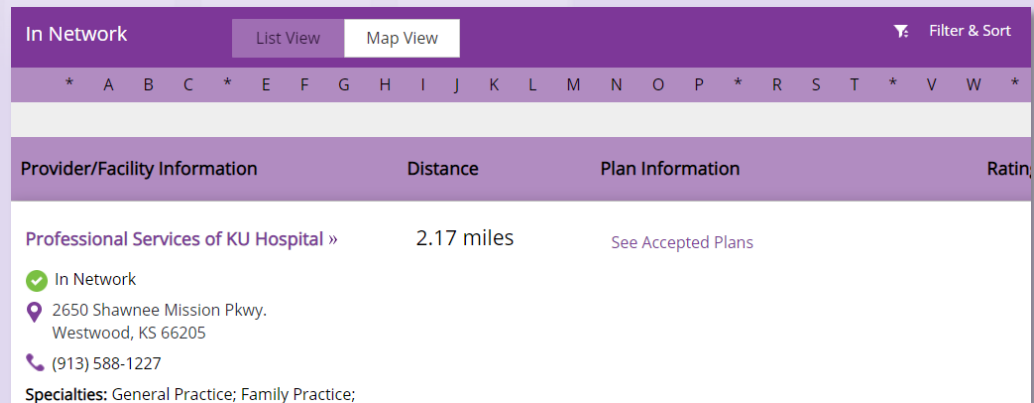 In Network List View Map View Filter & Sort
* A B C * E F G H I J K L M N O P * R S T * V W *
Provider/Facility Information Distance Plan Information
Professional Services of KU Hospital » 2.17 miles See Accepted Plans
In Network
2650 Shawnee Mission Pkwy.
Westwood, KS 66205
(913) 588-1227
Specialties: General Practice; Family Practice;